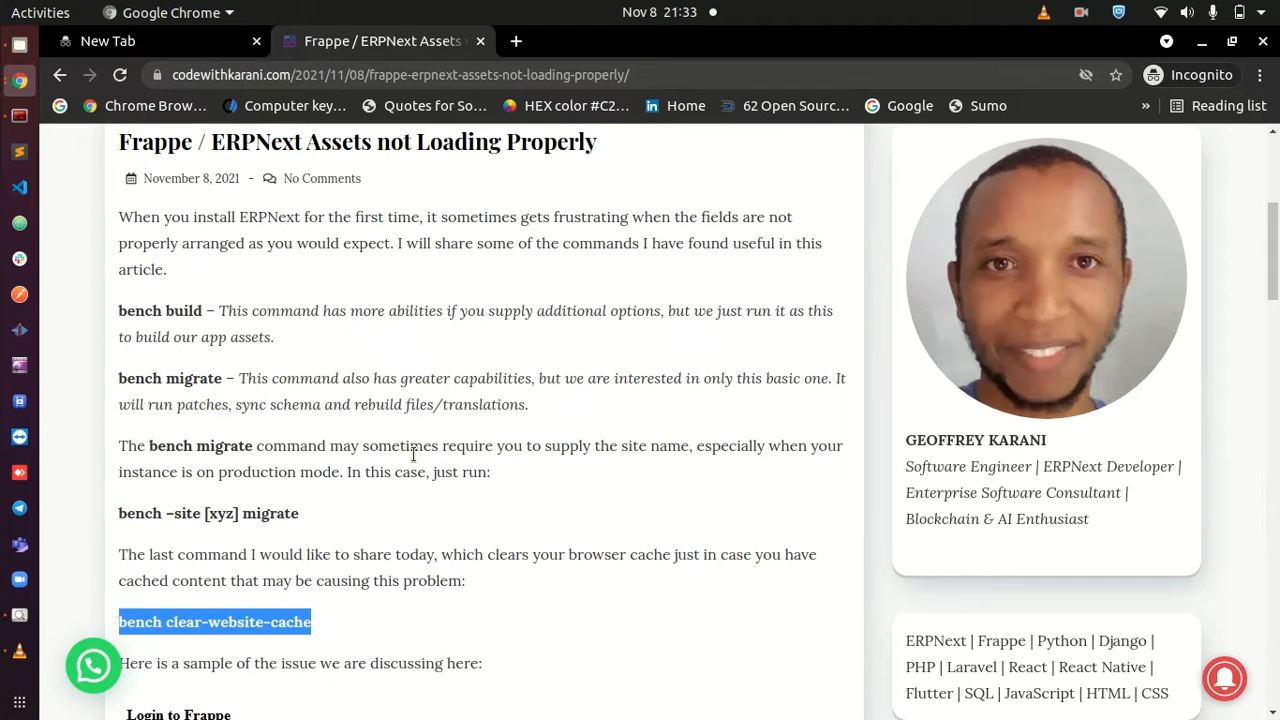 Activities
Google Chrome
Nov 8 21:33
New Tab
Frappe / ERPNext Assets
codewithkarani.com/2021/11/08/frappe-erpnext-assets-not-loading-properly/
Incognito
Chrome Brow...
Computer key...
Quotes for So...
HEX color #C2...
Home
62 Open Sourc...
Google
Sumo
»
Reading list
Frappe / ERPNext Assets not Loading Properly
November 8, 2021 - No Comments
When you install ERPNext for the first time, it sometimes gets frustrating when the fields are not
properly arranged as you would expect. I will share some of the commands I have found useful in this
article.
bench build – This command has more abilities if you supply additional options, but we just run it as this
to build our app assets.
bench migrate – This command also has greater capabilities, but we are interested in only this basic one. It
will run patches, sync schema and rebuild files/translations.
The bench migrate command may sometimes require you to supply the site name, especially when your
instance is on production mode. In this case, just run:
bench –site [xyz] migrate
The last command I would like to share today, which clears your browser cache just in case you have
cached content that may be causing this problem:
bench clear-website-cache
Here is a sample of the issue we are discussing here:
Login to Frappe
GEOFFREY KARANI
Software Engineer | ERPNext Developer |
Enterprise Software Consultant |
Blockchain & AI Enthusiast
ERPNext | Frappe | Python | Django |
PHP | Laravel | React | React Native |
Flutter | SQL | JavaScript | HTML | CSS